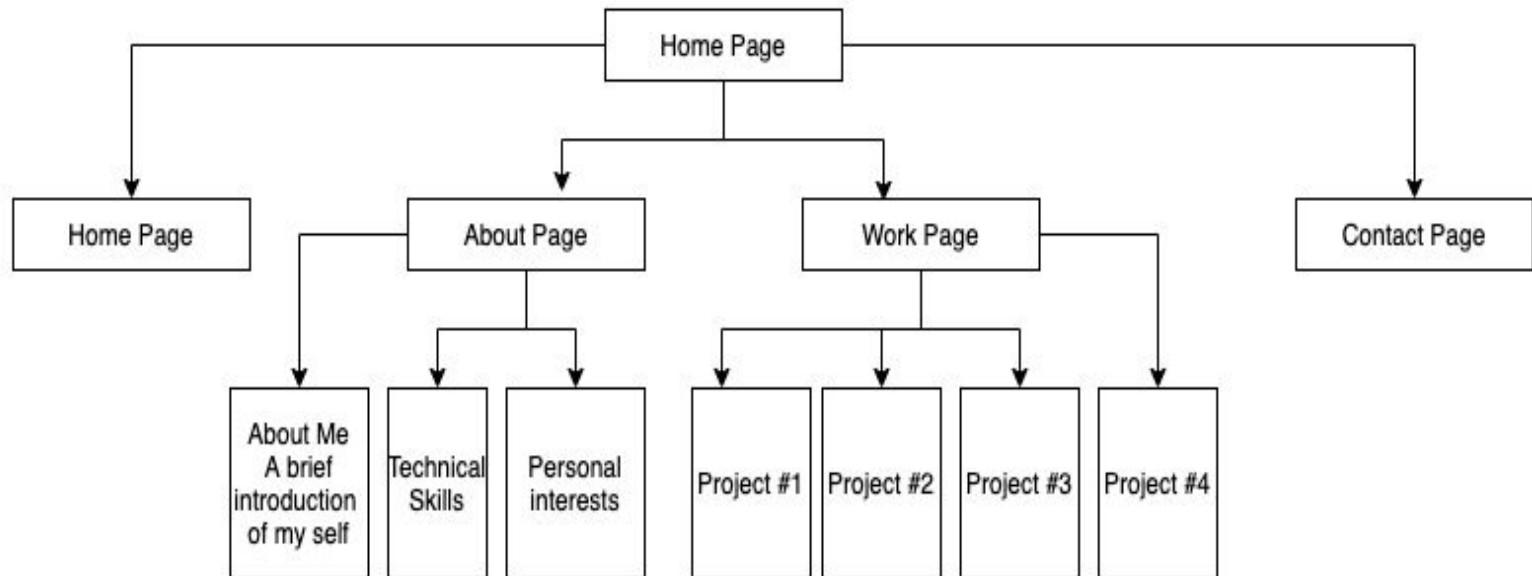 Home Page
Home Page
About Page
Work Page
Contact Page
About Me
A brief
introduction
of my self
Technical
Skills
Personal
interests
Project #1
Project #2
Project #3
Project #4